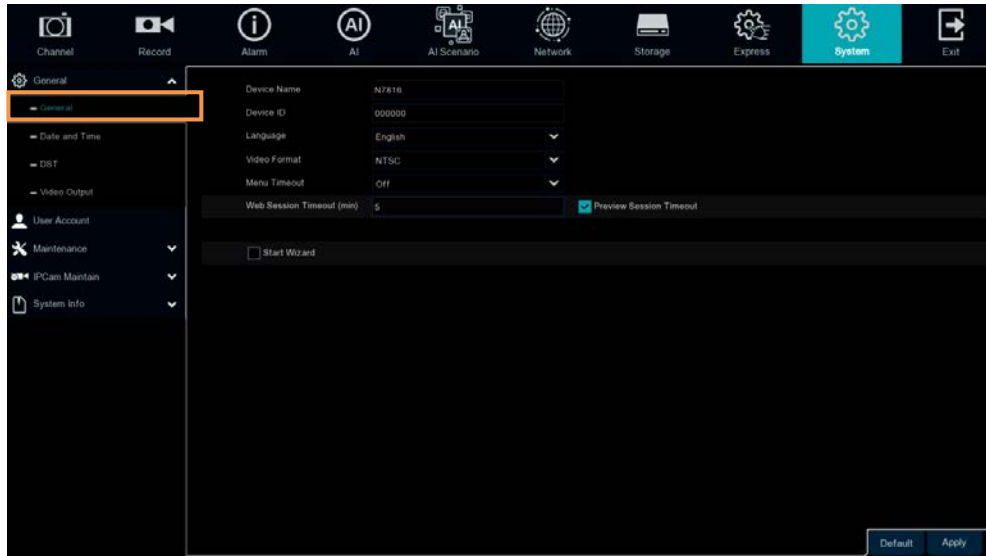 Channel Record Alarm AI AI Scenario Network Storage Express System Exit
General
General
Date and Time
DST
Video Output
User Account
Maintenance
IPCam Maintain
System Info
Device Name N7816
Device ID 000000
Language English
Video Format NTSC
Menu Timeout Off
Web Session Timeout (min) 5 Preview Session Timeout
Start Wizard
Default Apply